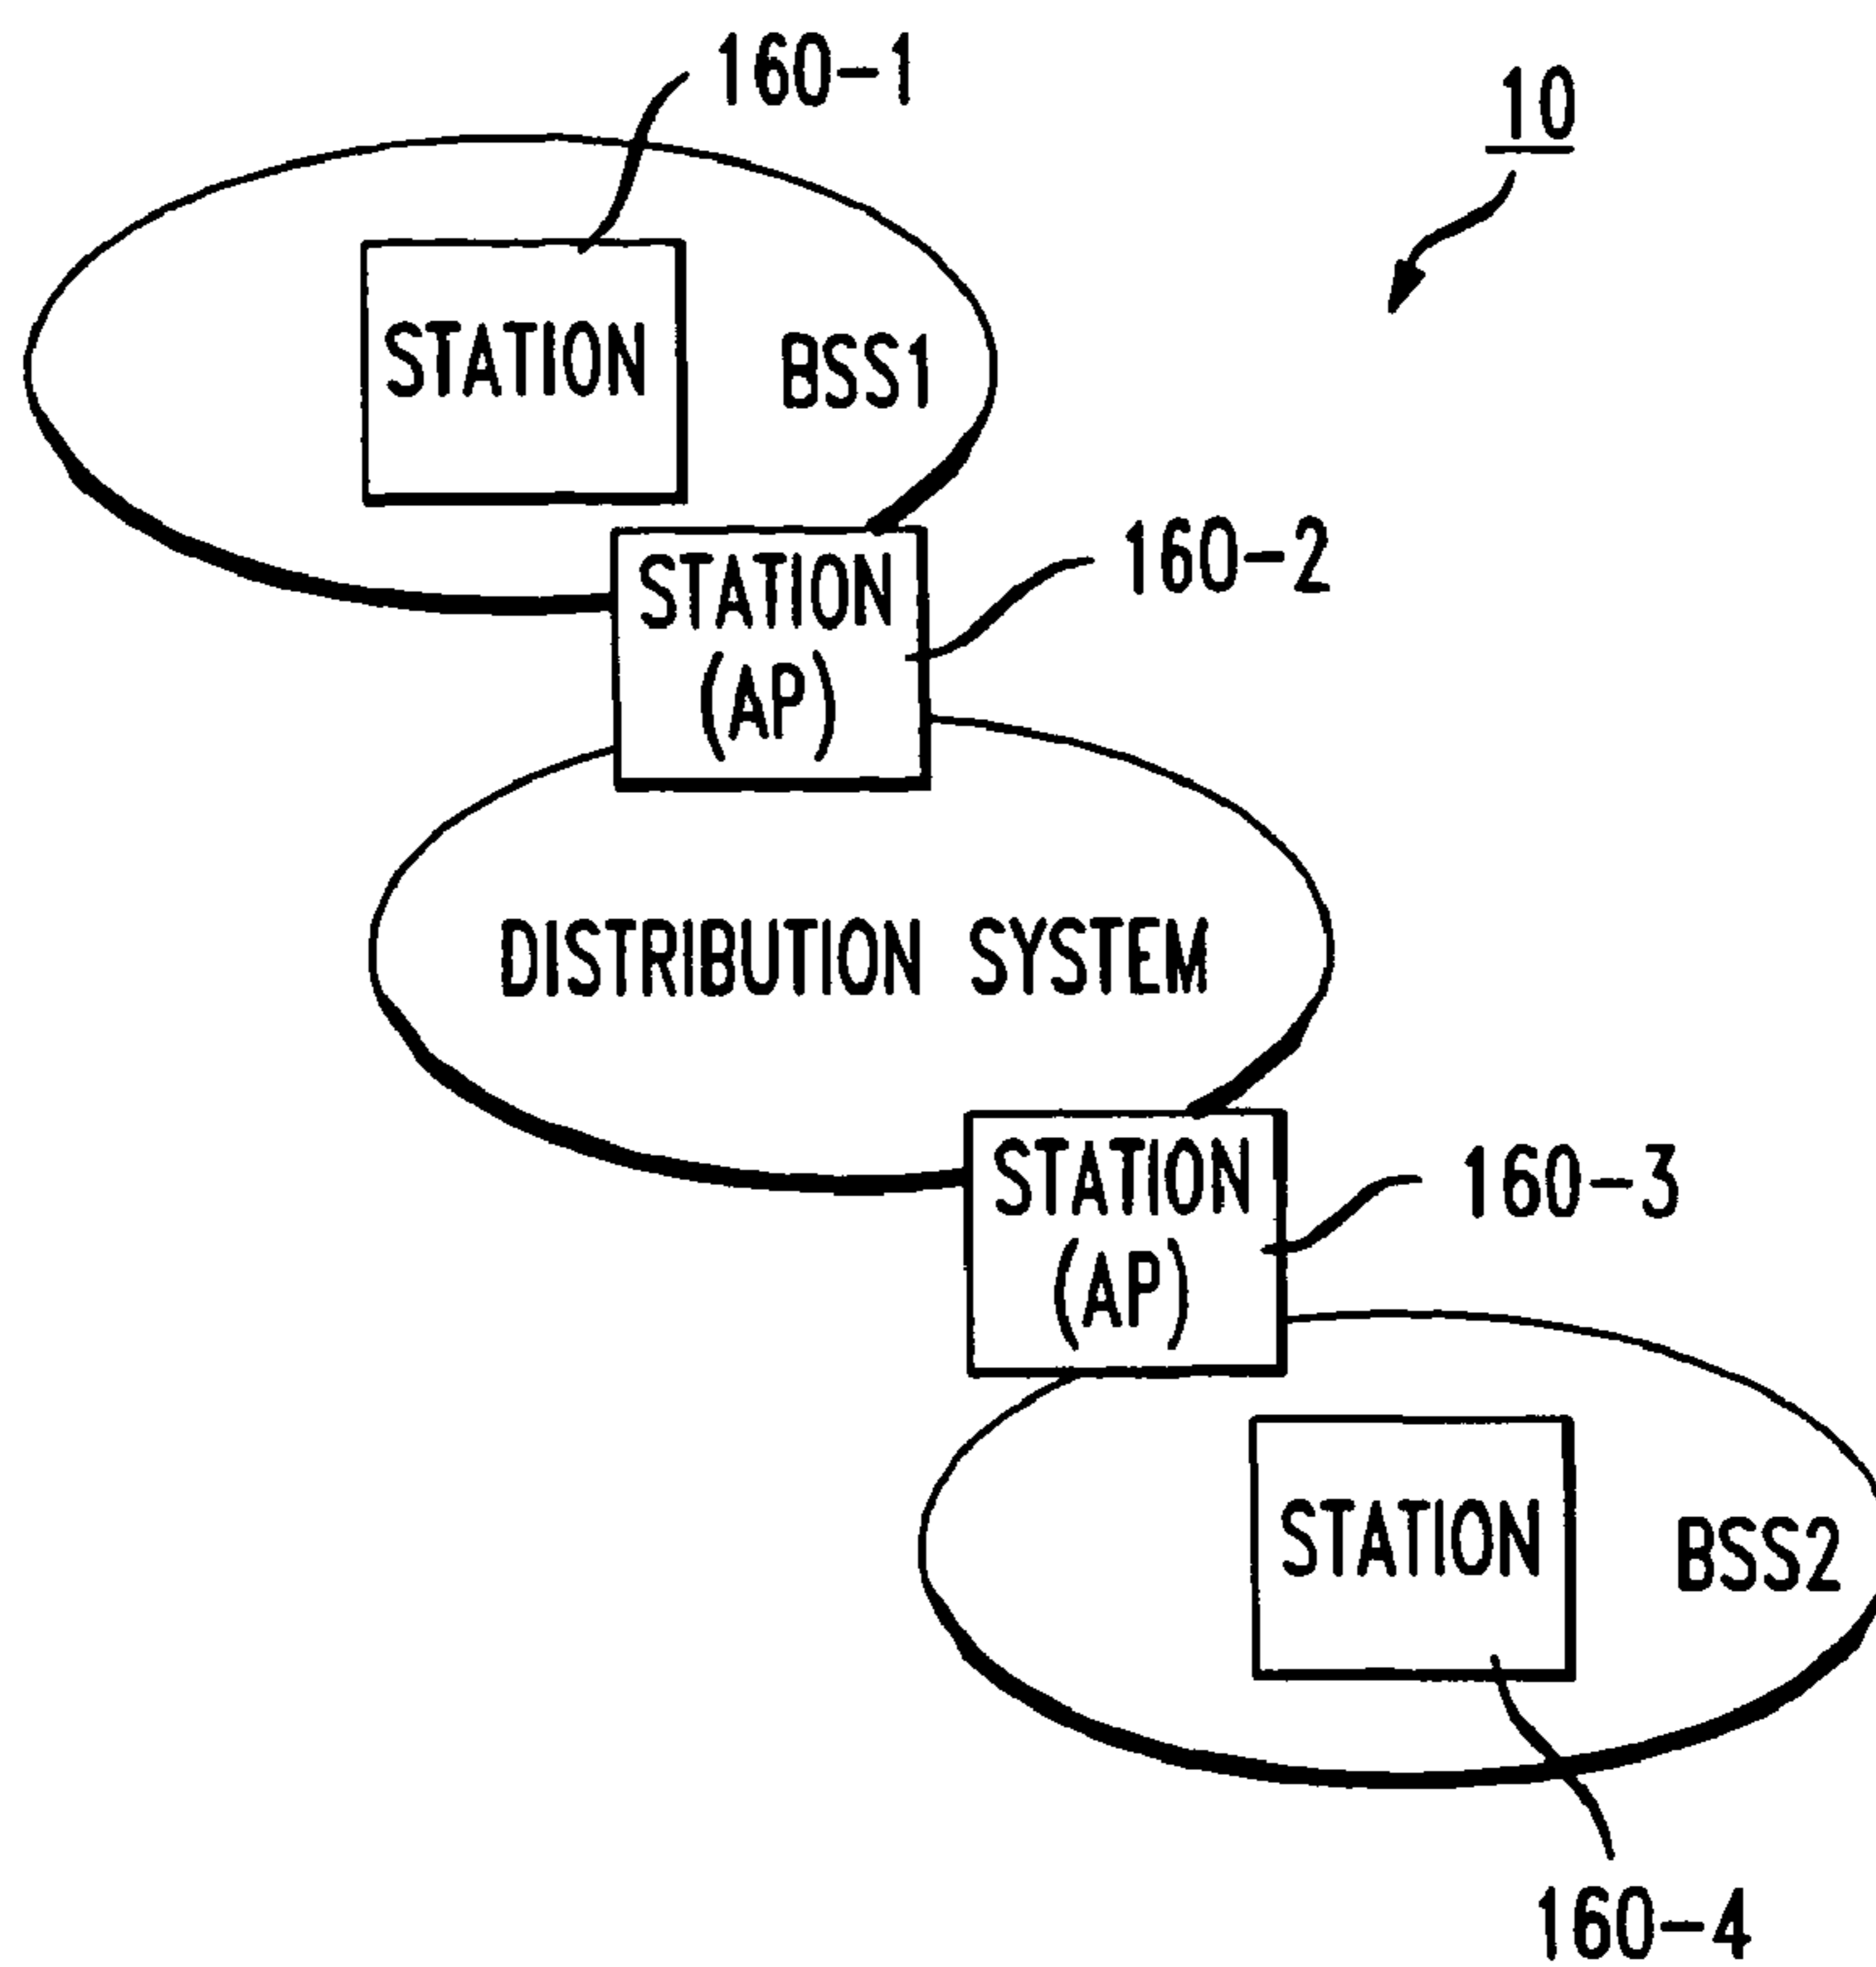 160-1
10
STATION
BSS1
160-2
STATION
(AP)
DISTRIBUTION SYSTEM
160-3
STATION
(AP)
STATION
BSS2
160-4